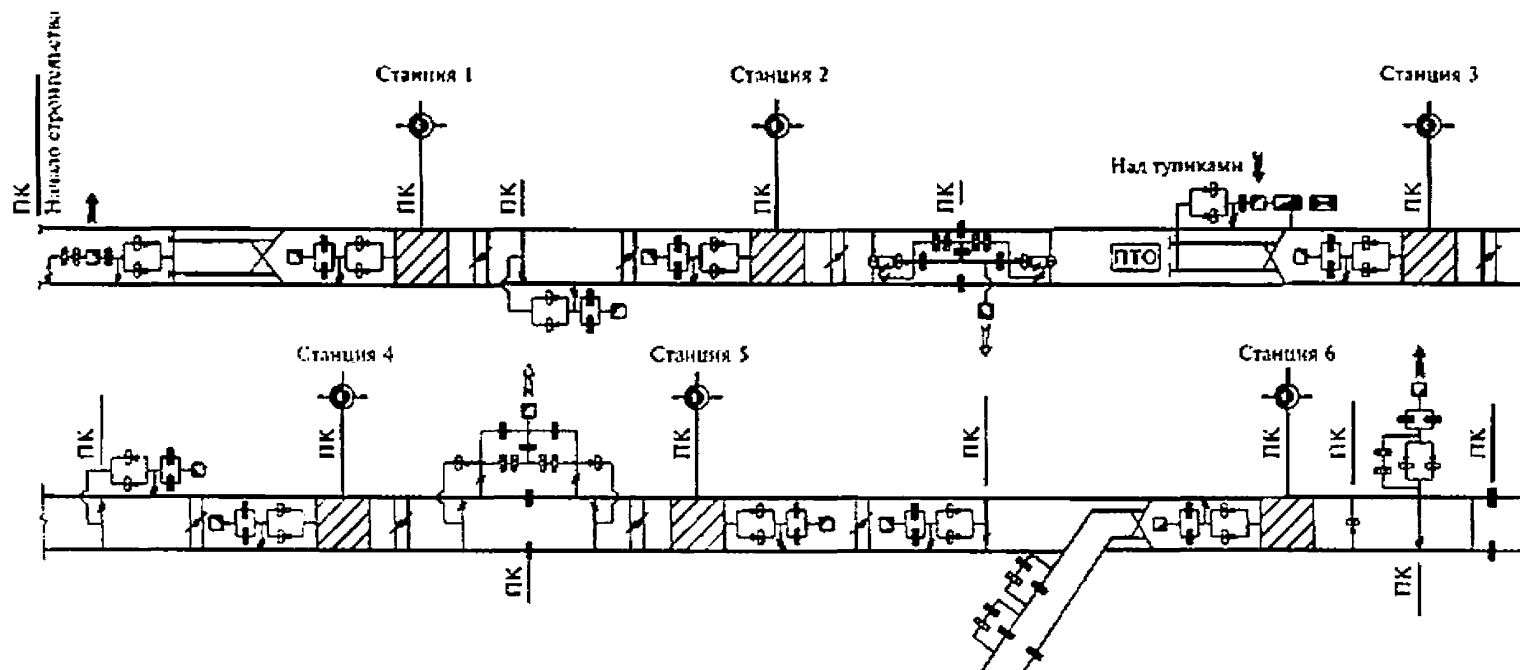 ПК
Начало строительства
Станция 1
ПК
ПК
Станция 2
ПК
ПК
Над тупиками
ПТО
Станция 3
ПК
ПК
Станция 4
ПК
ПК
Станция 5
ПК
ПК
Станция 6
ПК
ПК
ПК
ПК